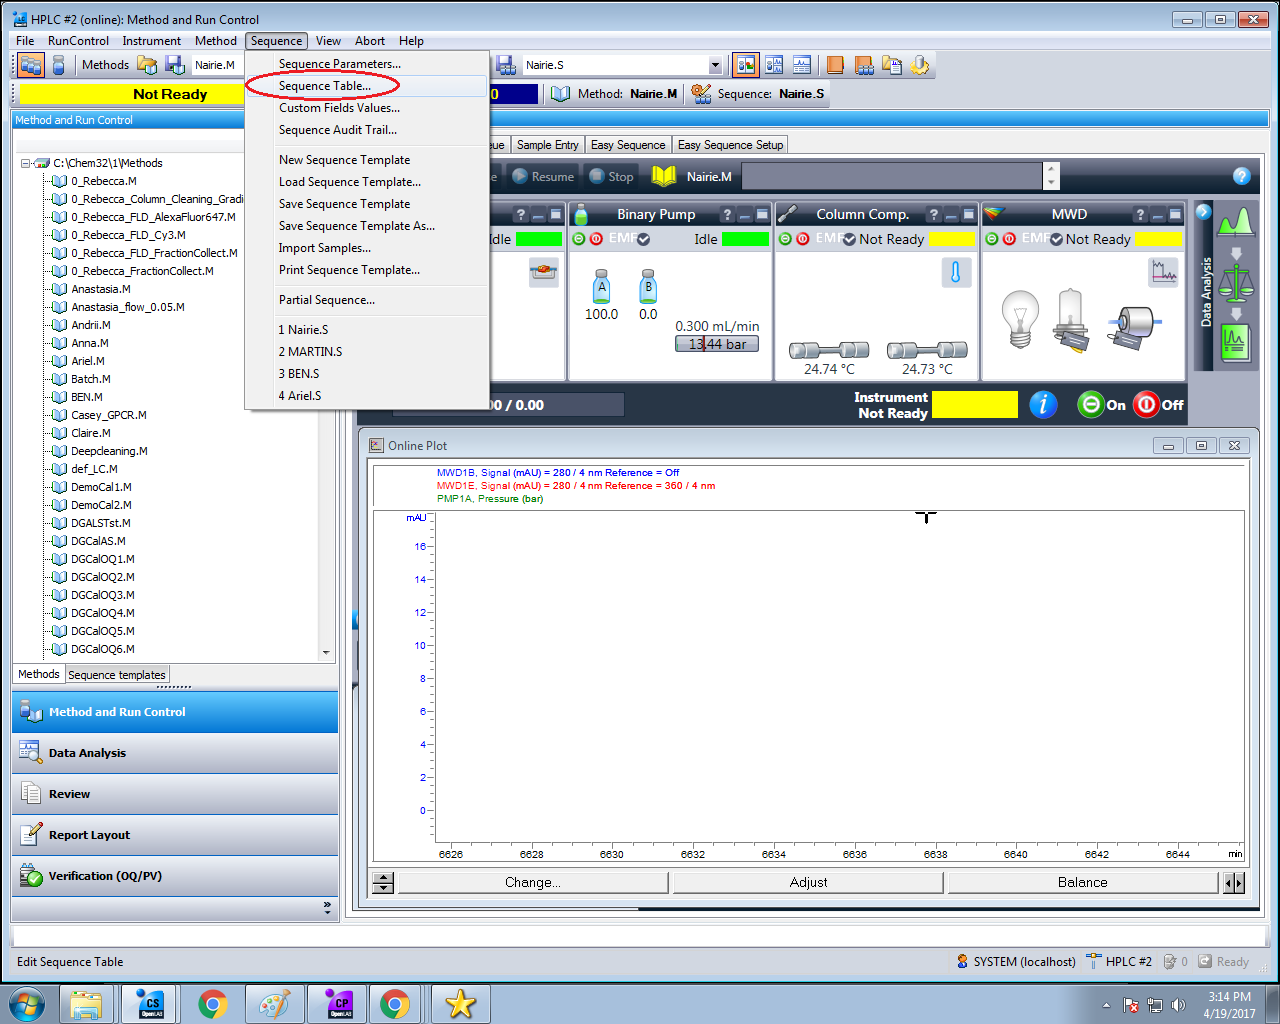 HPLC #2 (online): Method and Run Control
File RunControl Instrument Method Sequence View Abort Help
Methods Nairie.M Nairie.S
Not Ready 0 Method: Nairie.M Sequence: Nairie.S
Sequence Parameters...
Sequence Table...
Custom Fields Values...
Sequence Audit Trail...
New Sequence Template
Load Sequence Template...
Save Sequence Template
Save Sequence Template As...
Import Samples...
Print Sequence Template...
Partial Sequence...
1 Nairie.S
2 MARTIN.S
3 BEN.S
4 Ariel.S
Method and Run Control
C:\Chem32\1\Methods
0_Rebecca.M
0_Rebecca_Column_Cleaning_Gradi
0_Rebecca_FLD_AlexaFluor647.M
0_Rebecca_FLD_Cy3.M
0_Rebecca_FLD_FractionCollect.M
0_Rebecca_FractionCollect.M
Anastasia.M
Anastasia_flow_0.05.M
Andrii.M
Anna.M
Ariel.M
Batch.M
BEN.M
Casey_GPCR.M
Claire.M
Deepcleaning.M
def_LC.M
DemoCal1.M
DemoCal2.M
DGALSTst.M
DGCalAS.M
DGCalOQ1.M
DGCalOQ2.M
DGCalOQ3.M
DGCalOQ4.M
DGCalOQ5.M
DGCalOQ6.M
Methods Sequence templates
Method and Run Control
Data Analysis
Review
Report Layout
Verification (OQ/PV)
ue Sample Entry Easy Sequence Easy Sequence Setup
se Resume Stop Nairie.M
Binary Pump Column Comp. MWD
Idle EMF Idle EMF Not Ready EMF Not Ready
A B
100.0 0.0
0.300 mL/min
13.44 bar
24.74 °C 24.73 °C
Data Analysis
00 / 0.00
Instrument
Not Ready
On Off
Online Plot
MWD1B, Signal (mAU) = 280 / 4 nm Reference = Off
MWD1E, Signal (mAU) = 280 / 4 nm Reference = 360 / 4 nm
PMP1A, Pressure (bar)
mAU
16
14
12
10
8
6
4
2
0
6626 6628 6630 6632 6634 6636 6638 6640 6642 6644 min
Change... Adjust Balance
Edit Sequence Table SYSTEM (localhost) HPLC #2 0 Ready
CS OpenLAB CP OpenLAB
3:14 PM
4/19/2017